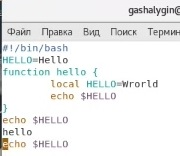 gashalygin@
Файл Правка Вид Поиск Термин
#!/bin/bash
HELLO=Hello
function hello {
local HELLO=Wrorld
echo $HELLO
}
echo $HELLO
hello
echo $HELLO